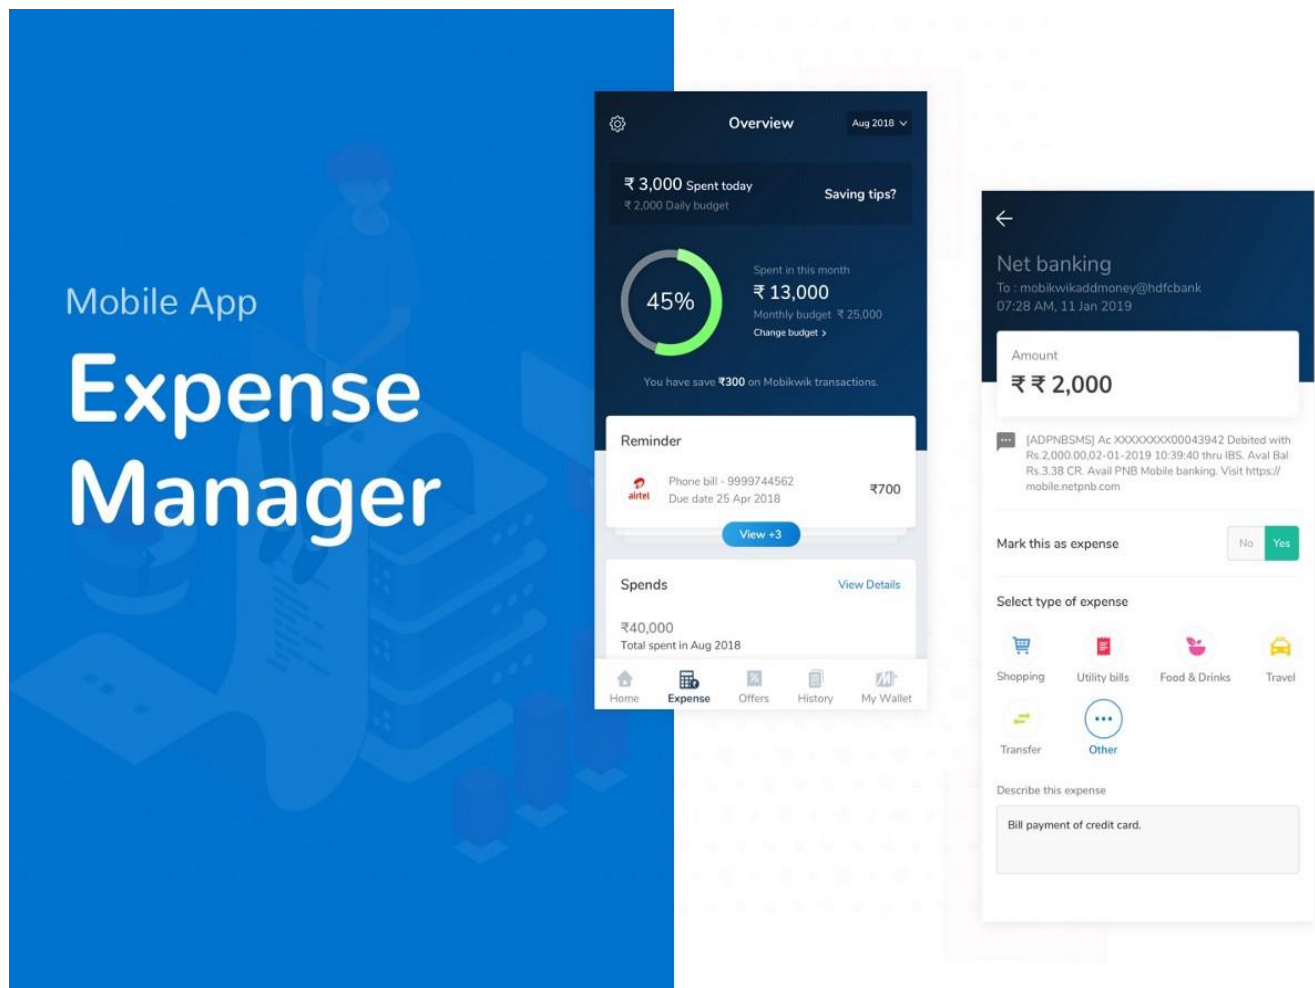 Mobile App
Expense
Manager
Overview
Aug 2018
₹ 3,000 Spent today
₹ 2,000 Daily budget
Saving tips?
45%
Spent in this month
₹ 13,000
Monthly budget ₹ 25,000
Change budget >
You have save ₹300 on Mobikwik transactions.
Reminder
airtel
Phone bill - 9999744562
Due date 25 Apr 2018
₹700
View +3
Spends
View Details
₹40,000
Total spent in Aug 2018
Home
Expense
Offers
History
My Wallet
Net banking
To : mobikwikaddmoney@hdfcbank
07:28 AM, 11 Jan 2019
Amount
₹ ₹ 2,000
[ADPNBSMS] Ac XXXXXXXX00043942 Debited with
Rs.2,000.00,02-01-2019 10:39:40 thru IBS. Aval Bal
Rs.3.38 CR. Avail PNB Mobile banking. Visit https://
mobile.netpnb.com
Mark this as expense
No
Yes
Select type of expense
Shopping
Utility bills
Food & Drinks
Travel
Transfer
Other
Describe this expense
Bill payment of credit card.